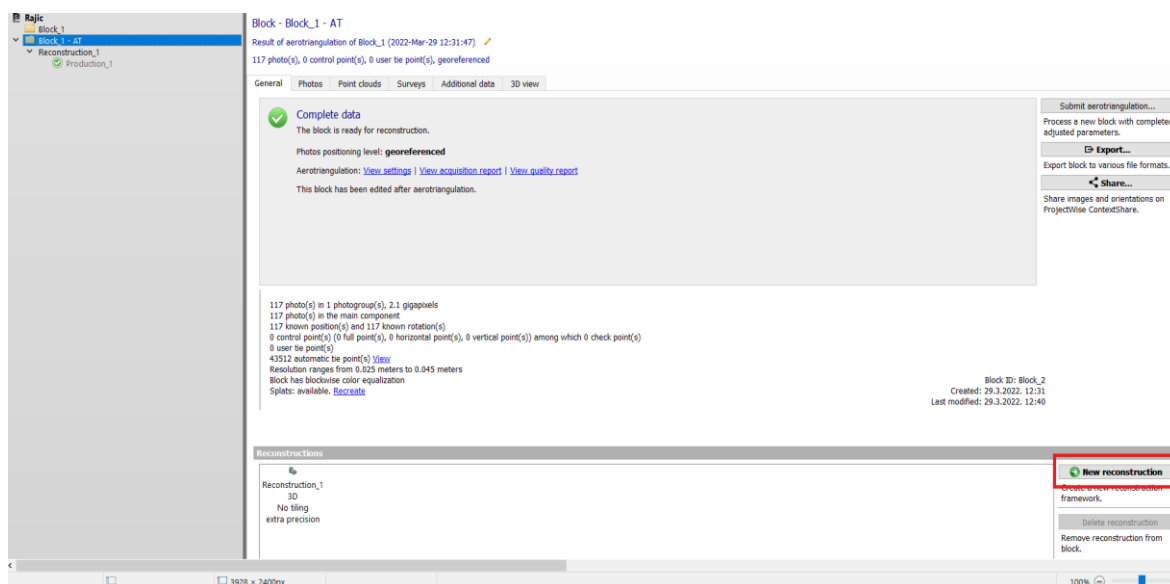 Rajic
Block_1
Block_1 - AT
Reconstruction_1
Production_1
Block - Block_1 - AT
Result of aerotriangulation of Block_1 (2022-Mar-29 12:31:47)
117 photo(s), 0 control point(s), 0 user tie point(s), georeferenced
General Photos Point clouds Surveys Additional data 3D view
Complete data
The block is ready for reconstruction.
Photos positioning level: georeferenced
Aerotriangulation: View settings | View acquisition report | View quality report
This block has been edited after aerotriangulation.
Submit aerotriangulation...
Process a new block with completed
adjusted parameters.
Export...
Export block to various file formats.
Share...
Share images and orientations on
ProjectWise ContextShare.
117 photo(s) in 1 photogroup(s), 2.1 gigapixels
117 photo(s) in the main component
117 known position(s) and 117 known rotation(s)
0 control point(s) (0 full point(s), 0 horizontal point(s), 0 vertical point(s)) among which 0 check point(s)
0 user tie point(s)
43512 automatic tie point(s) View
Resolution ranges from 0.025 meters to 0.045 meters
Block has blockwise color equalization
Splats: available. Recreate
Block ID: Block_2
Created: 29.3.2022. 12:31
Last modified: 29.3.2022. 12:40
Reconstructions
Reconstruction_1
3D
No tiling
extra precision
New reconstruction
Create a new reconstruction
framework.
Delete reconstruction
Remove reconstruction from
block.
3928 × 2400px
100%